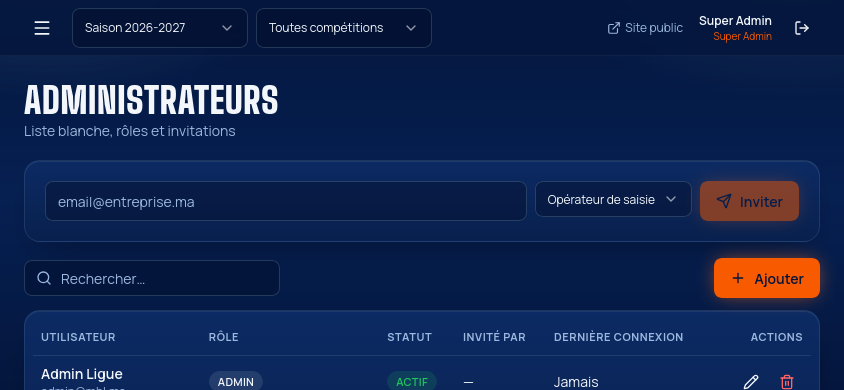 Saison 2026-2027
Toutes compétitions
Site public
Super Admin
Super Admin
ADMINISTRATEURS
Liste blanche, rôles et invitations
email@entreprise.ma
Opérateur de saisie
Inviter
Rechercher...
Ajouter
UTILISATEUR RÔLE STATUT INVITÉ PAR DERNIÈRE CONNEXION ACTIONS
Admin Ligue ADMIN ACTIF — Jamais